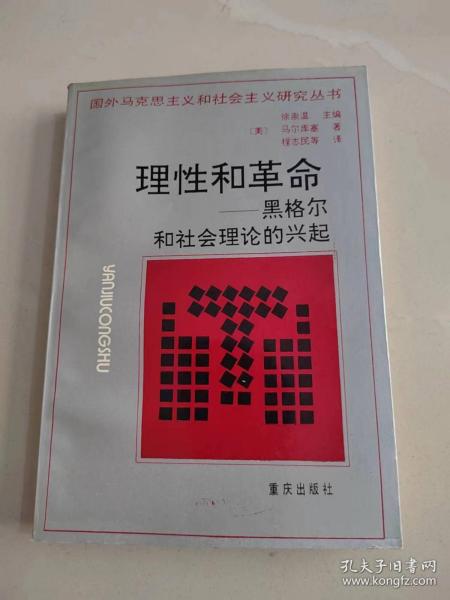 国外马克思主义和社会主义研究丛书
徐崇温 主编
[美] 马尔库塞 著
程志民等 译
理性和革命
——黑格尔
和社会理论的兴起
YANJIUCONGSHU
重庆出版社
孔夫子旧书网
www.kongfz.com